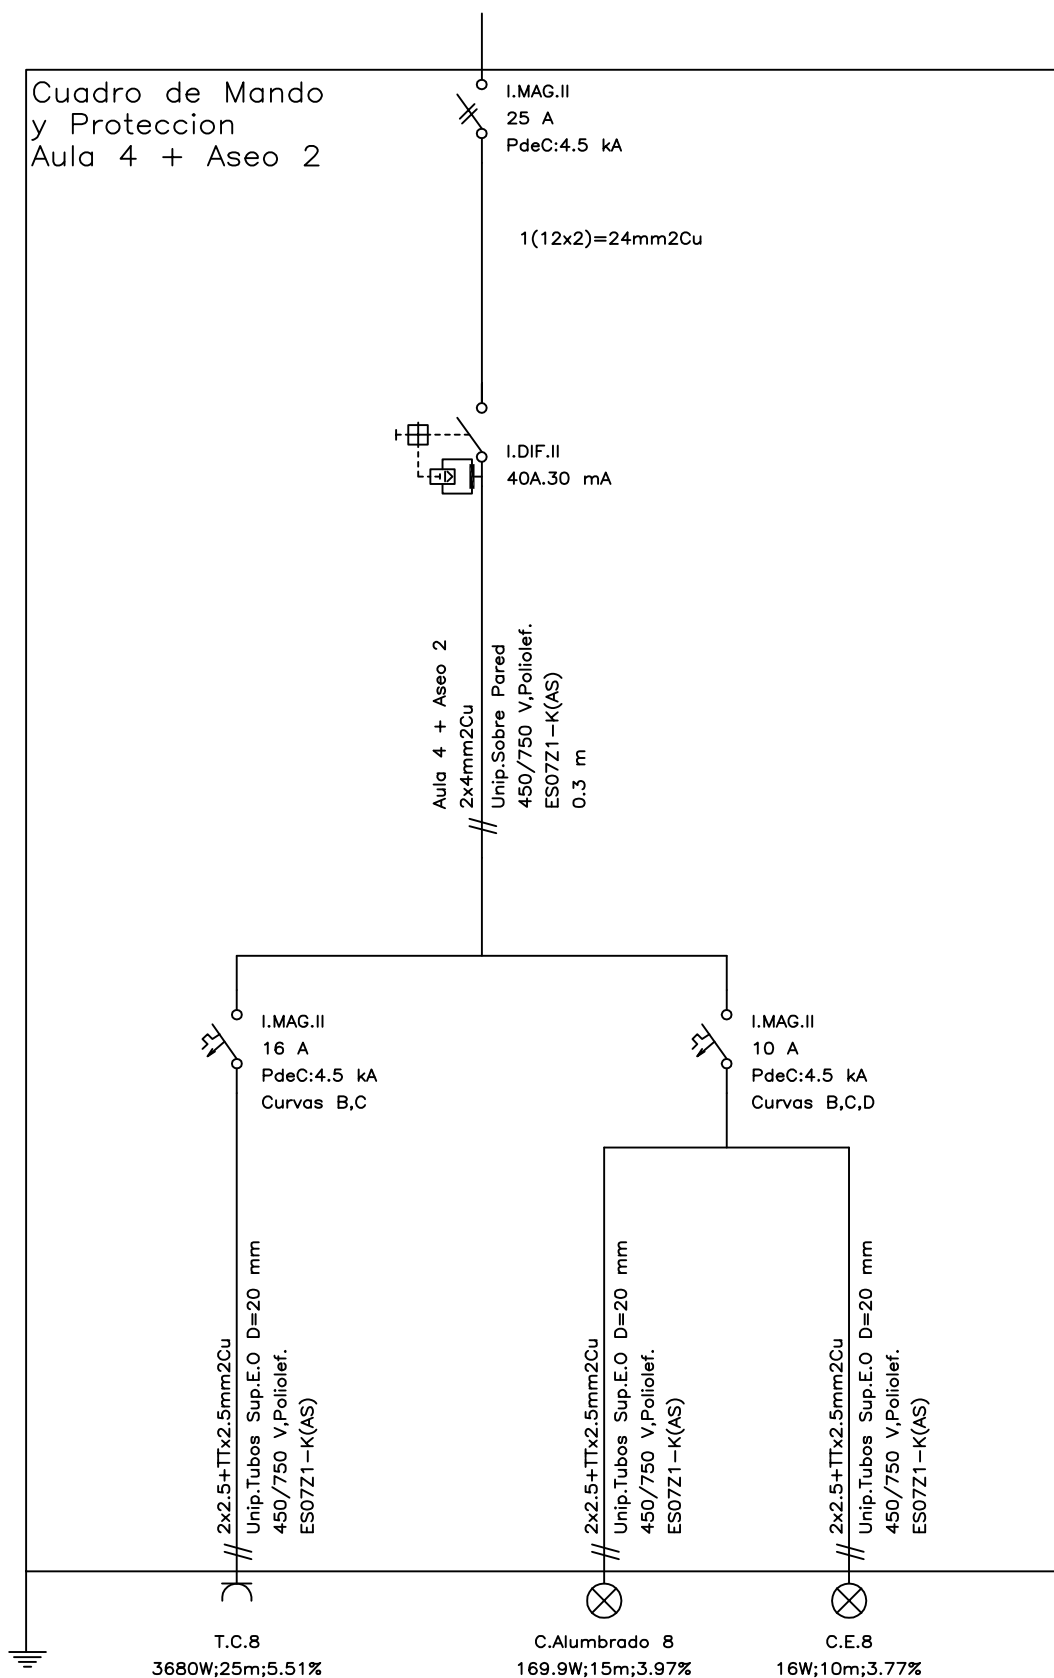 Cuadro de Mando
y Proteccion
Aula 4 + Aseo 2
I.MAG.II
25 A
PdeC:4.5 kA
1(12x2)=24mm2Cu
I.DIF.II
40A.30 mA
Aula 4 + Aseo 2
2x4mm2Cu
Unip.Sobre Pared
450/750 V,Poliolef.
ES07Z1-K(AS)
0.3 m
I.MAG.II
16 A
PdeC:4.5 kA
Curvas B,C
I.MAG.II
10 A
PdeC:4.5 kA
Curvas B,C,D
2x2.5+TTx2.5mm2Cu
Unip.Tubos Sup.E.O D=20 mm
450/750 V,Poliolef.
ES07Z1-K(AS)
2x2.5+TTx2.5mm2Cu
Unip.Tubos Sup.E.O D=20 mm
450/750 V,Poliolef.
ES07Z1-K(AS)
2x2.5+TTx2.5mm2Cu
Unip.Tubos Sup.E.O D=20 mm
450/750 V,Poliolef.
ES07Z1-K(AS)
T.C.8
3680W;25m;5.51%
C.Alumbrado 8
169.9W;15m;3.97%
C.E.8
16W;10m;3.77%